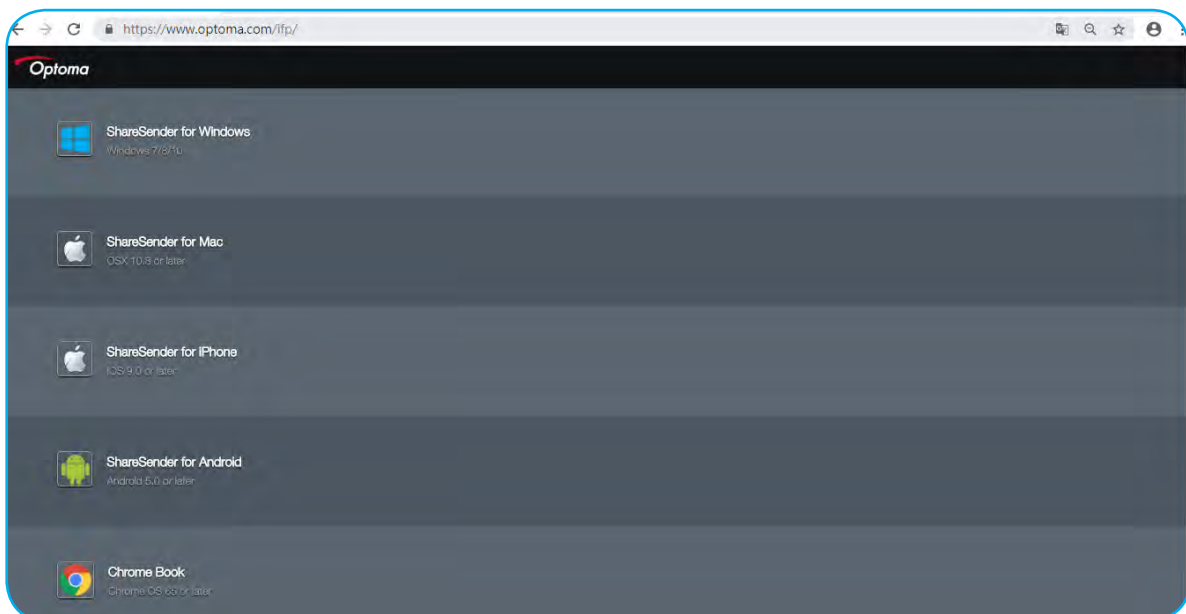 https://www.optoma.com/ifp/
Optoma
ShareSender for Windows
Windows 7/8/10
ShareSender for Mac
OSX 10.8 or later
ShareSender for iPhone
iOS 9.0 or later
ShareSender for Android
Android 5.0 or later
Chrome Book
Chrome OS 65 or later